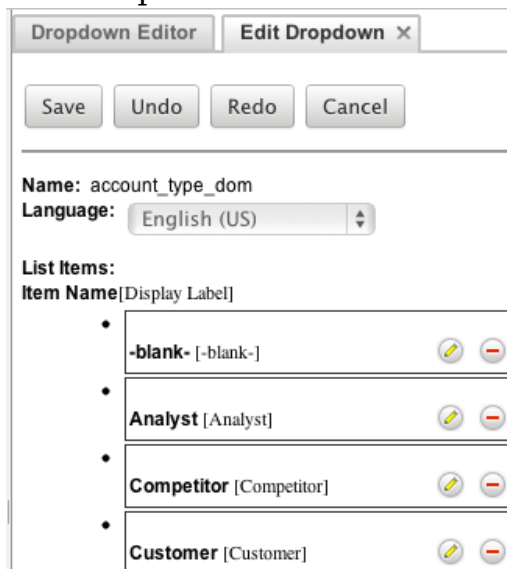 Dropdown Editor Edit Dropdown ×
Save Undo Redo Cancel
Name: account_type_dom
Language: English (US)
List Items:
Item Name[Display Label]
-blank- [-blank-]
Analyst [Analyst]
Competitor [Competitor]
Customer [Customer]